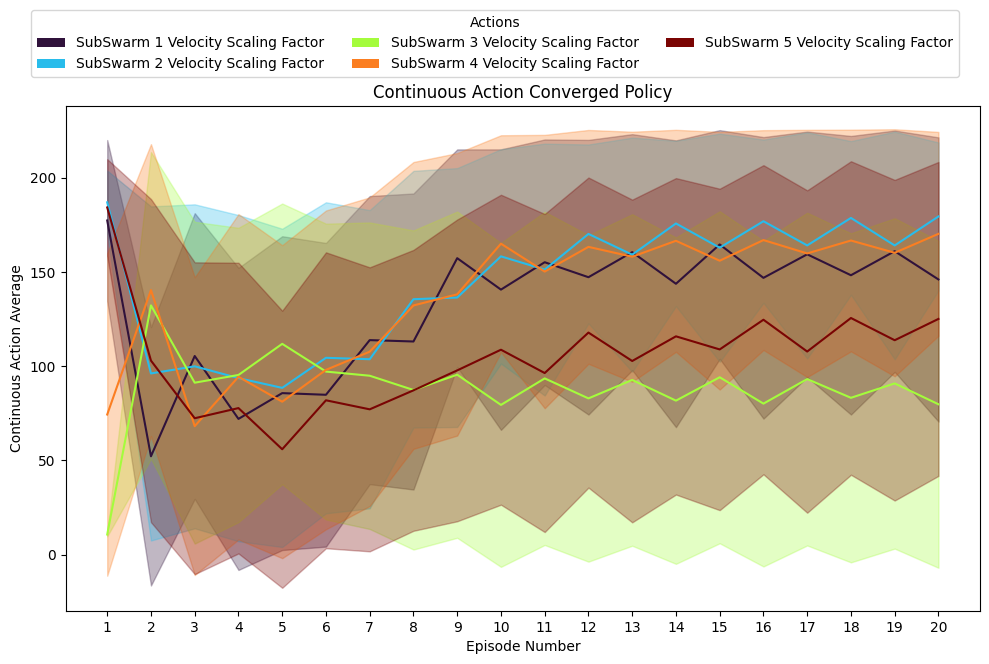 Actions
SubSwarm 1 Velocity Scaling Factor SubSwarm 3 Velocity Scaling Factor SubSwarm 5 Velocity Scaling Factor
SubSwarm 2 Velocity Scaling Factor SubSwarm 4 Velocity Scaling Factor
Continuous Action Converged Policy
Continuous Action Average
200
150
100
50
0
1 2 3 4 5 6 7 8 9 10 11 12 13 14 15 16 17 18 19 20
Episode Number